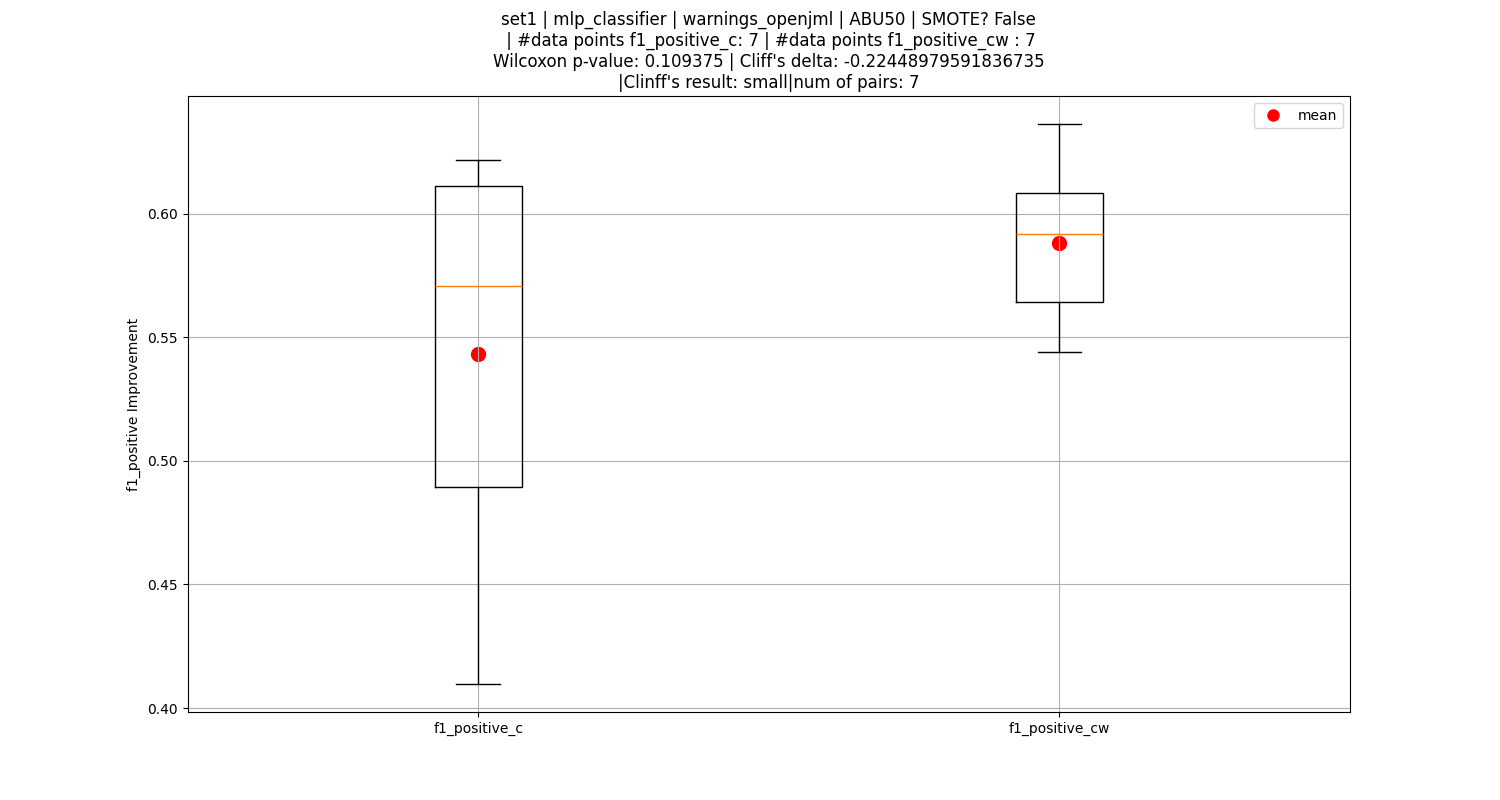 set1 | mlp_classifier | warnings_openjml | ABU50 | SMOTE? False
| #data points f1_positive_c: 7 | #data points f1_positive_cw : 7
Wilcoxon p-value: 0.109375 | Cliff's delta: -0.22448979591836735
|Clinff's result: small|num of pairs: 7
mean
0.60
0.55
0.50
0.45
0.40
f1_positive Improvement
f1_positive_c
f1_positive_cw